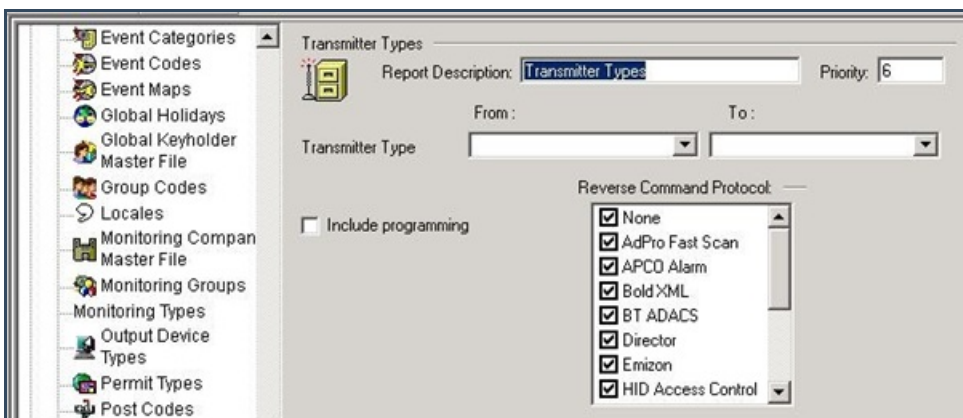 Event Categories
Event Codes
Event Maps
Global Holidays
Global Keyholder
Master File
Group Codes
Locales
Monitoring Compan
Master File
Monitoring Groups
Monitoring Types
Output Device
Types
Permit Types
Post Codes
Transmitter Types
Report Description: Transmitter Types Priority: 6
From : To :
Transmitter Type
Reverse Command Protocol:
Include programming
None
AdPro Fast Scan
APCO Alarm
Bold XML
BT ADACS
Director
Emizon
HID Access Control